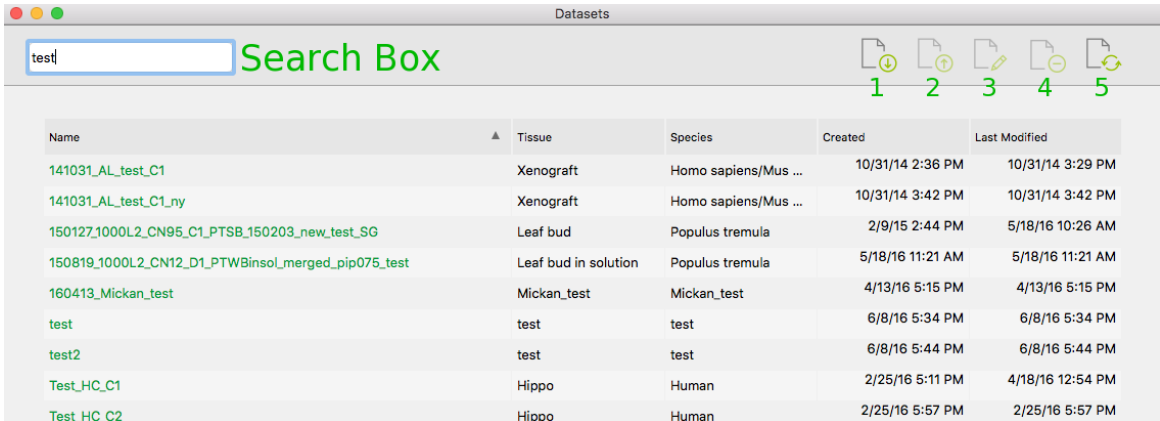 Datasets
test Search Box
1 2 3 4 5
Name Tissue Species Created Last Modified
141031_AL_test_C1 Xenograft Homo sapiens/Mus ... 10/31/14 2:36 PM 10/31/14 3:29 PM
141031_AL_test_C1_ny Xenograft Homo sapiens/Mus ... 10/31/14 3:42 PM 10/31/14 3:42 PM
150127_1000L2_CN95_C1_PTSB_150203_new_test_SG Leaf bud Populus tremula 2/9/15 2:44 PM 5/18/16 10:26 AM
150819_1000L2_CN12_D1_PTWBinsol_merged_pip075_test Leaf bud in solution Populus tremula 5/18/16 11:21 AM 5/18/16 11:21 AM
160413_Mickan_test Mickan_test Mickan_test 4/13/16 5:15 PM 4/13/16 5:15 PM
test test test 6/8/16 5:34 PM 6/8/16 5:34 PM
test2 test test 6/8/16 5:44 PM 6/8/16 5:44 PM
Test_HC_C1 Hippo Human 2/25/16 5:11 PM 4/18/16 12:54 PM
Test_HC_C2 Hippo Human 2/25/16 5:57 PM 2/25/16 5:57 PM